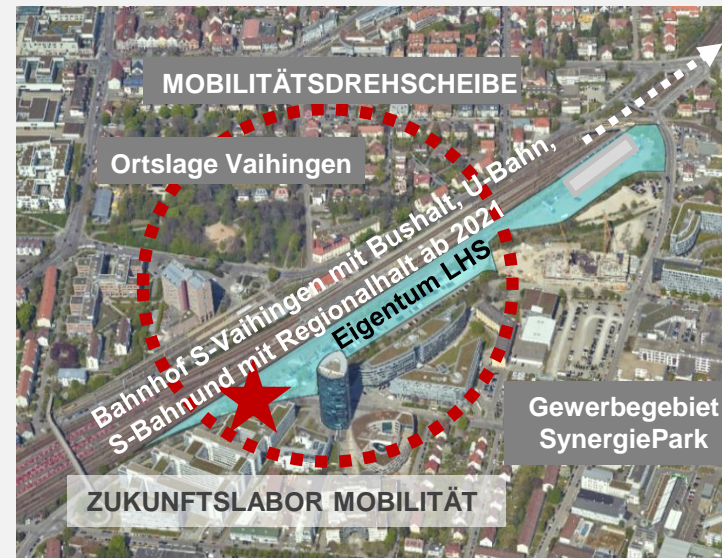 MOBILITÄTSDREHSCHEIBE
Ortslage Vaihingen
Bahnhof S-Vaihingen mit Bushalt, U-Bahn,
S-Bahnund mit Regionalhalt ab 2021
Eigentum LHS
Gewerbegebiet
SynergiePark
ZUKUNFTSLABOR MOBILITÄT